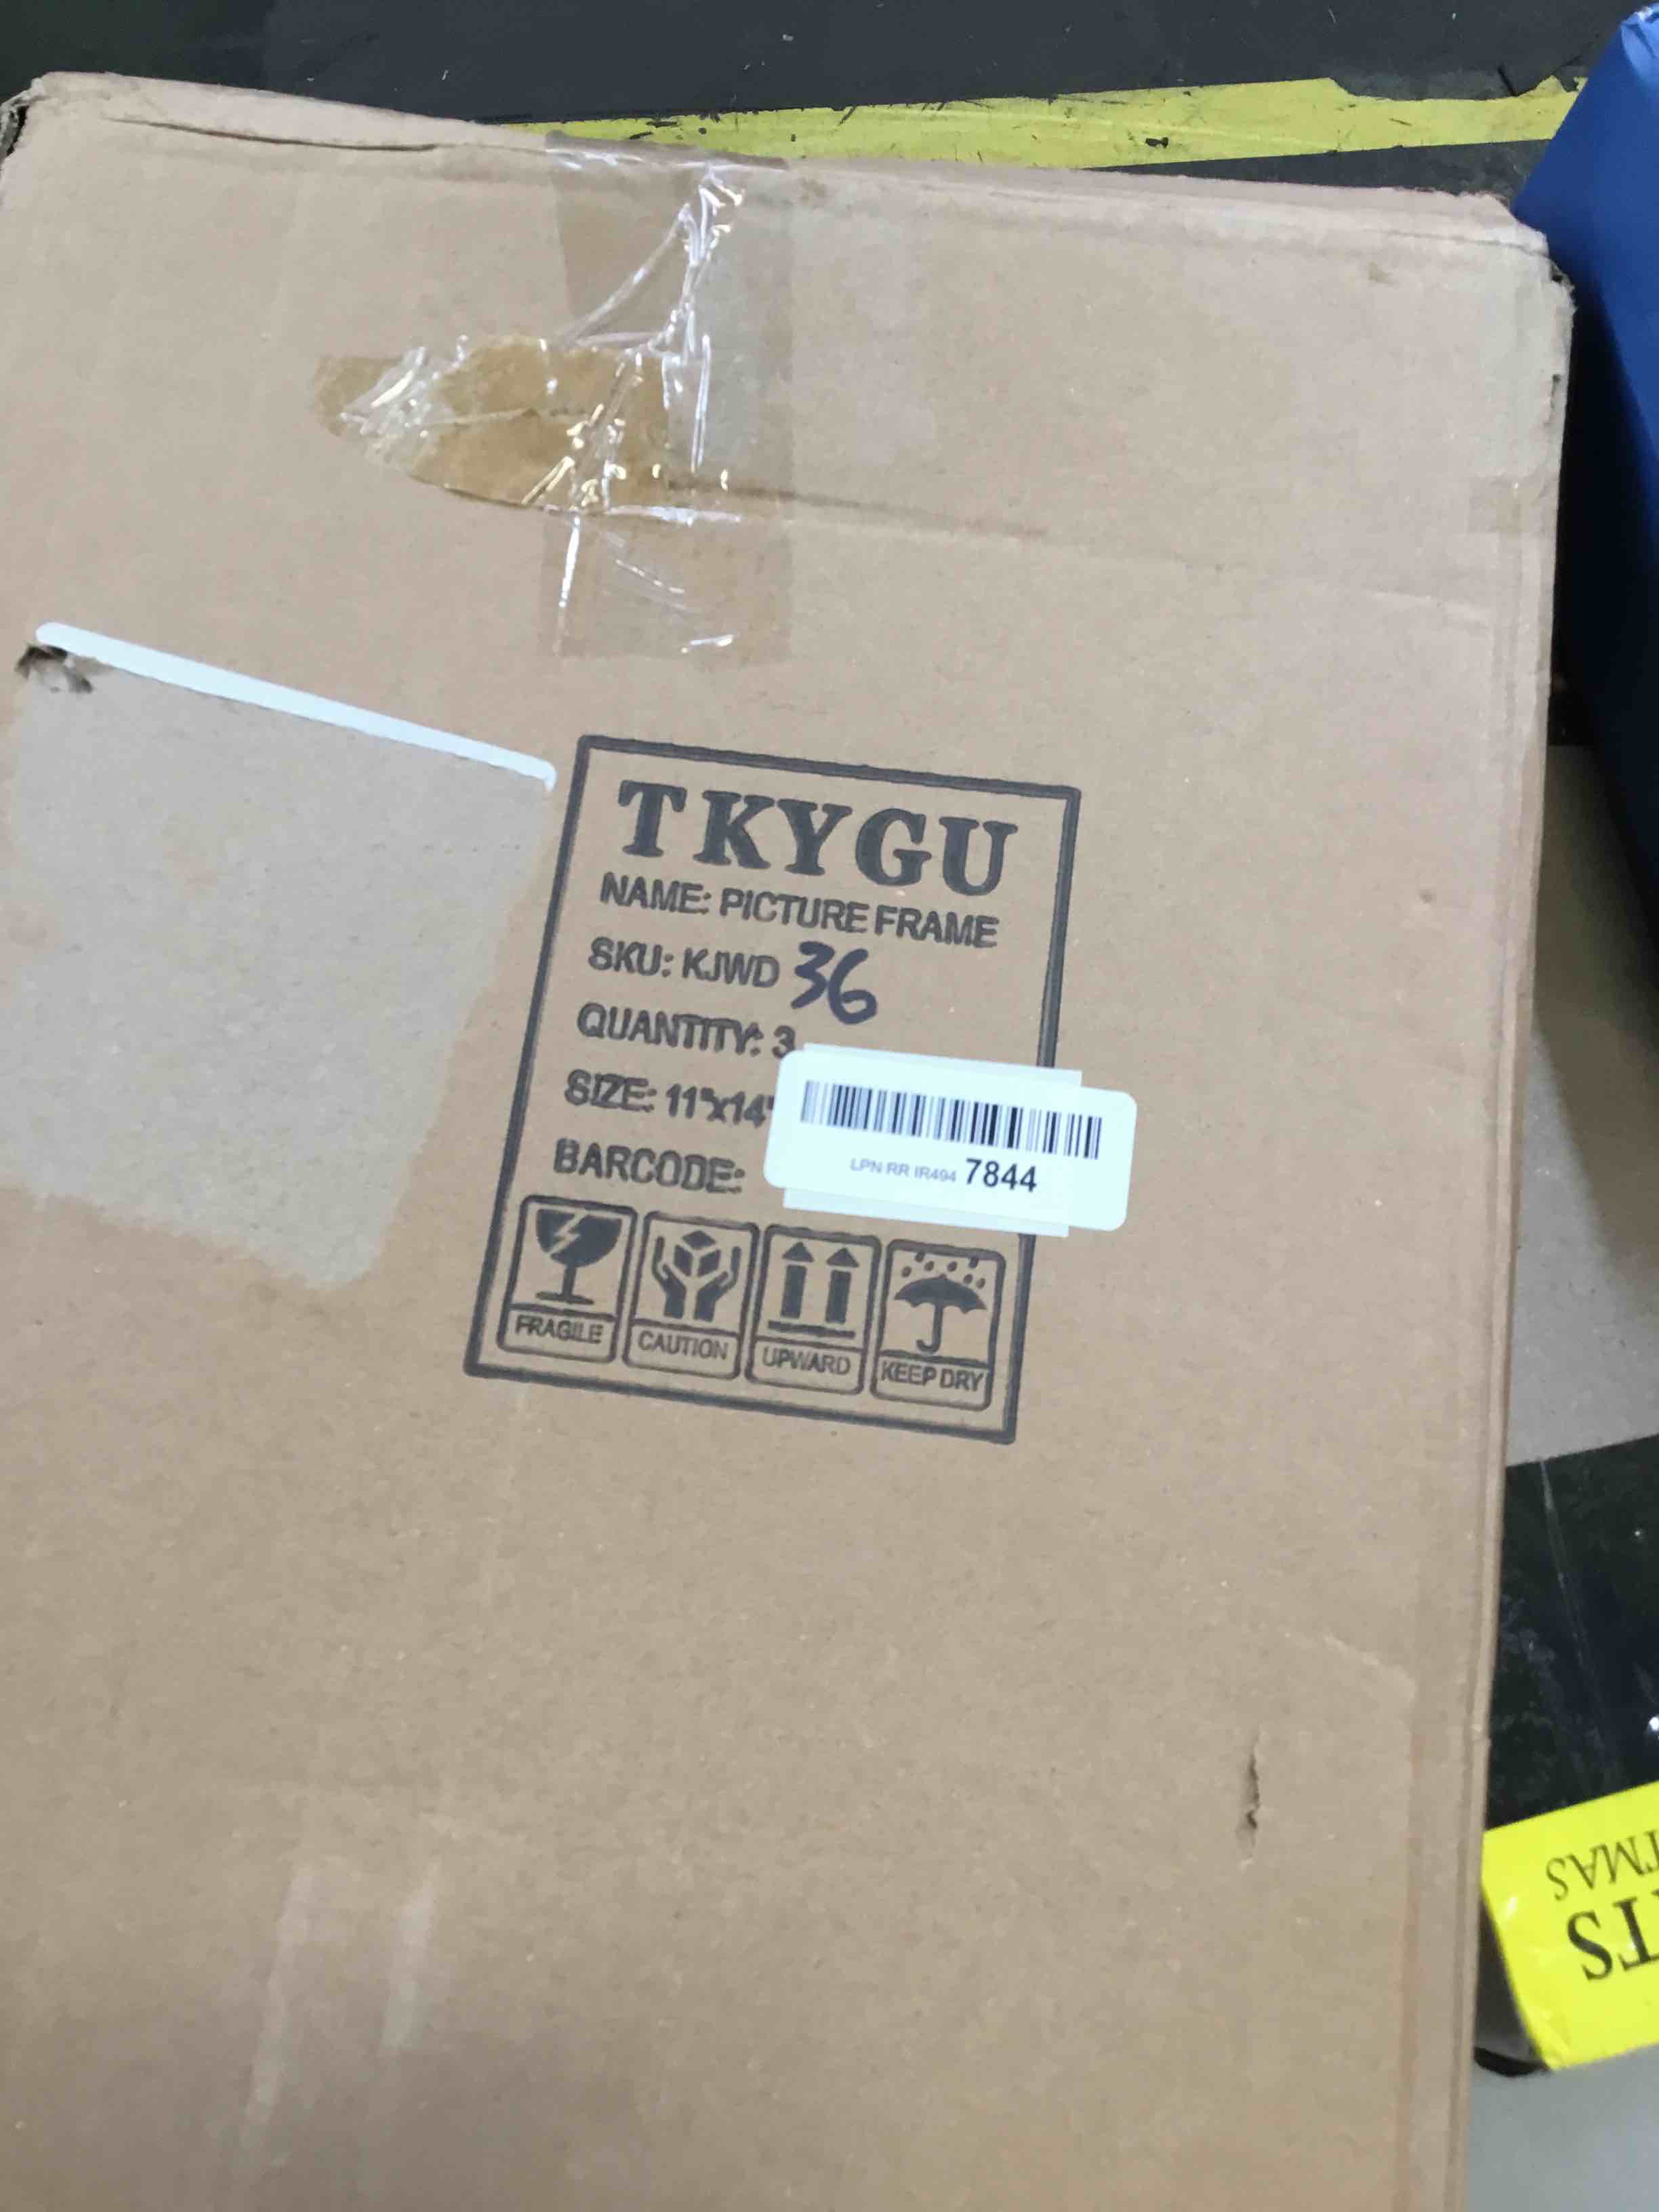 TKYGU
NAME: PICTURE FRAME
SKU: KJWD 36
QUANTITY: 3
SIZE: 11"x14"
BARCODE:
LPN RR IR494 7844
FRAGILE
CAUTION
UPWARD
KEEP DRY